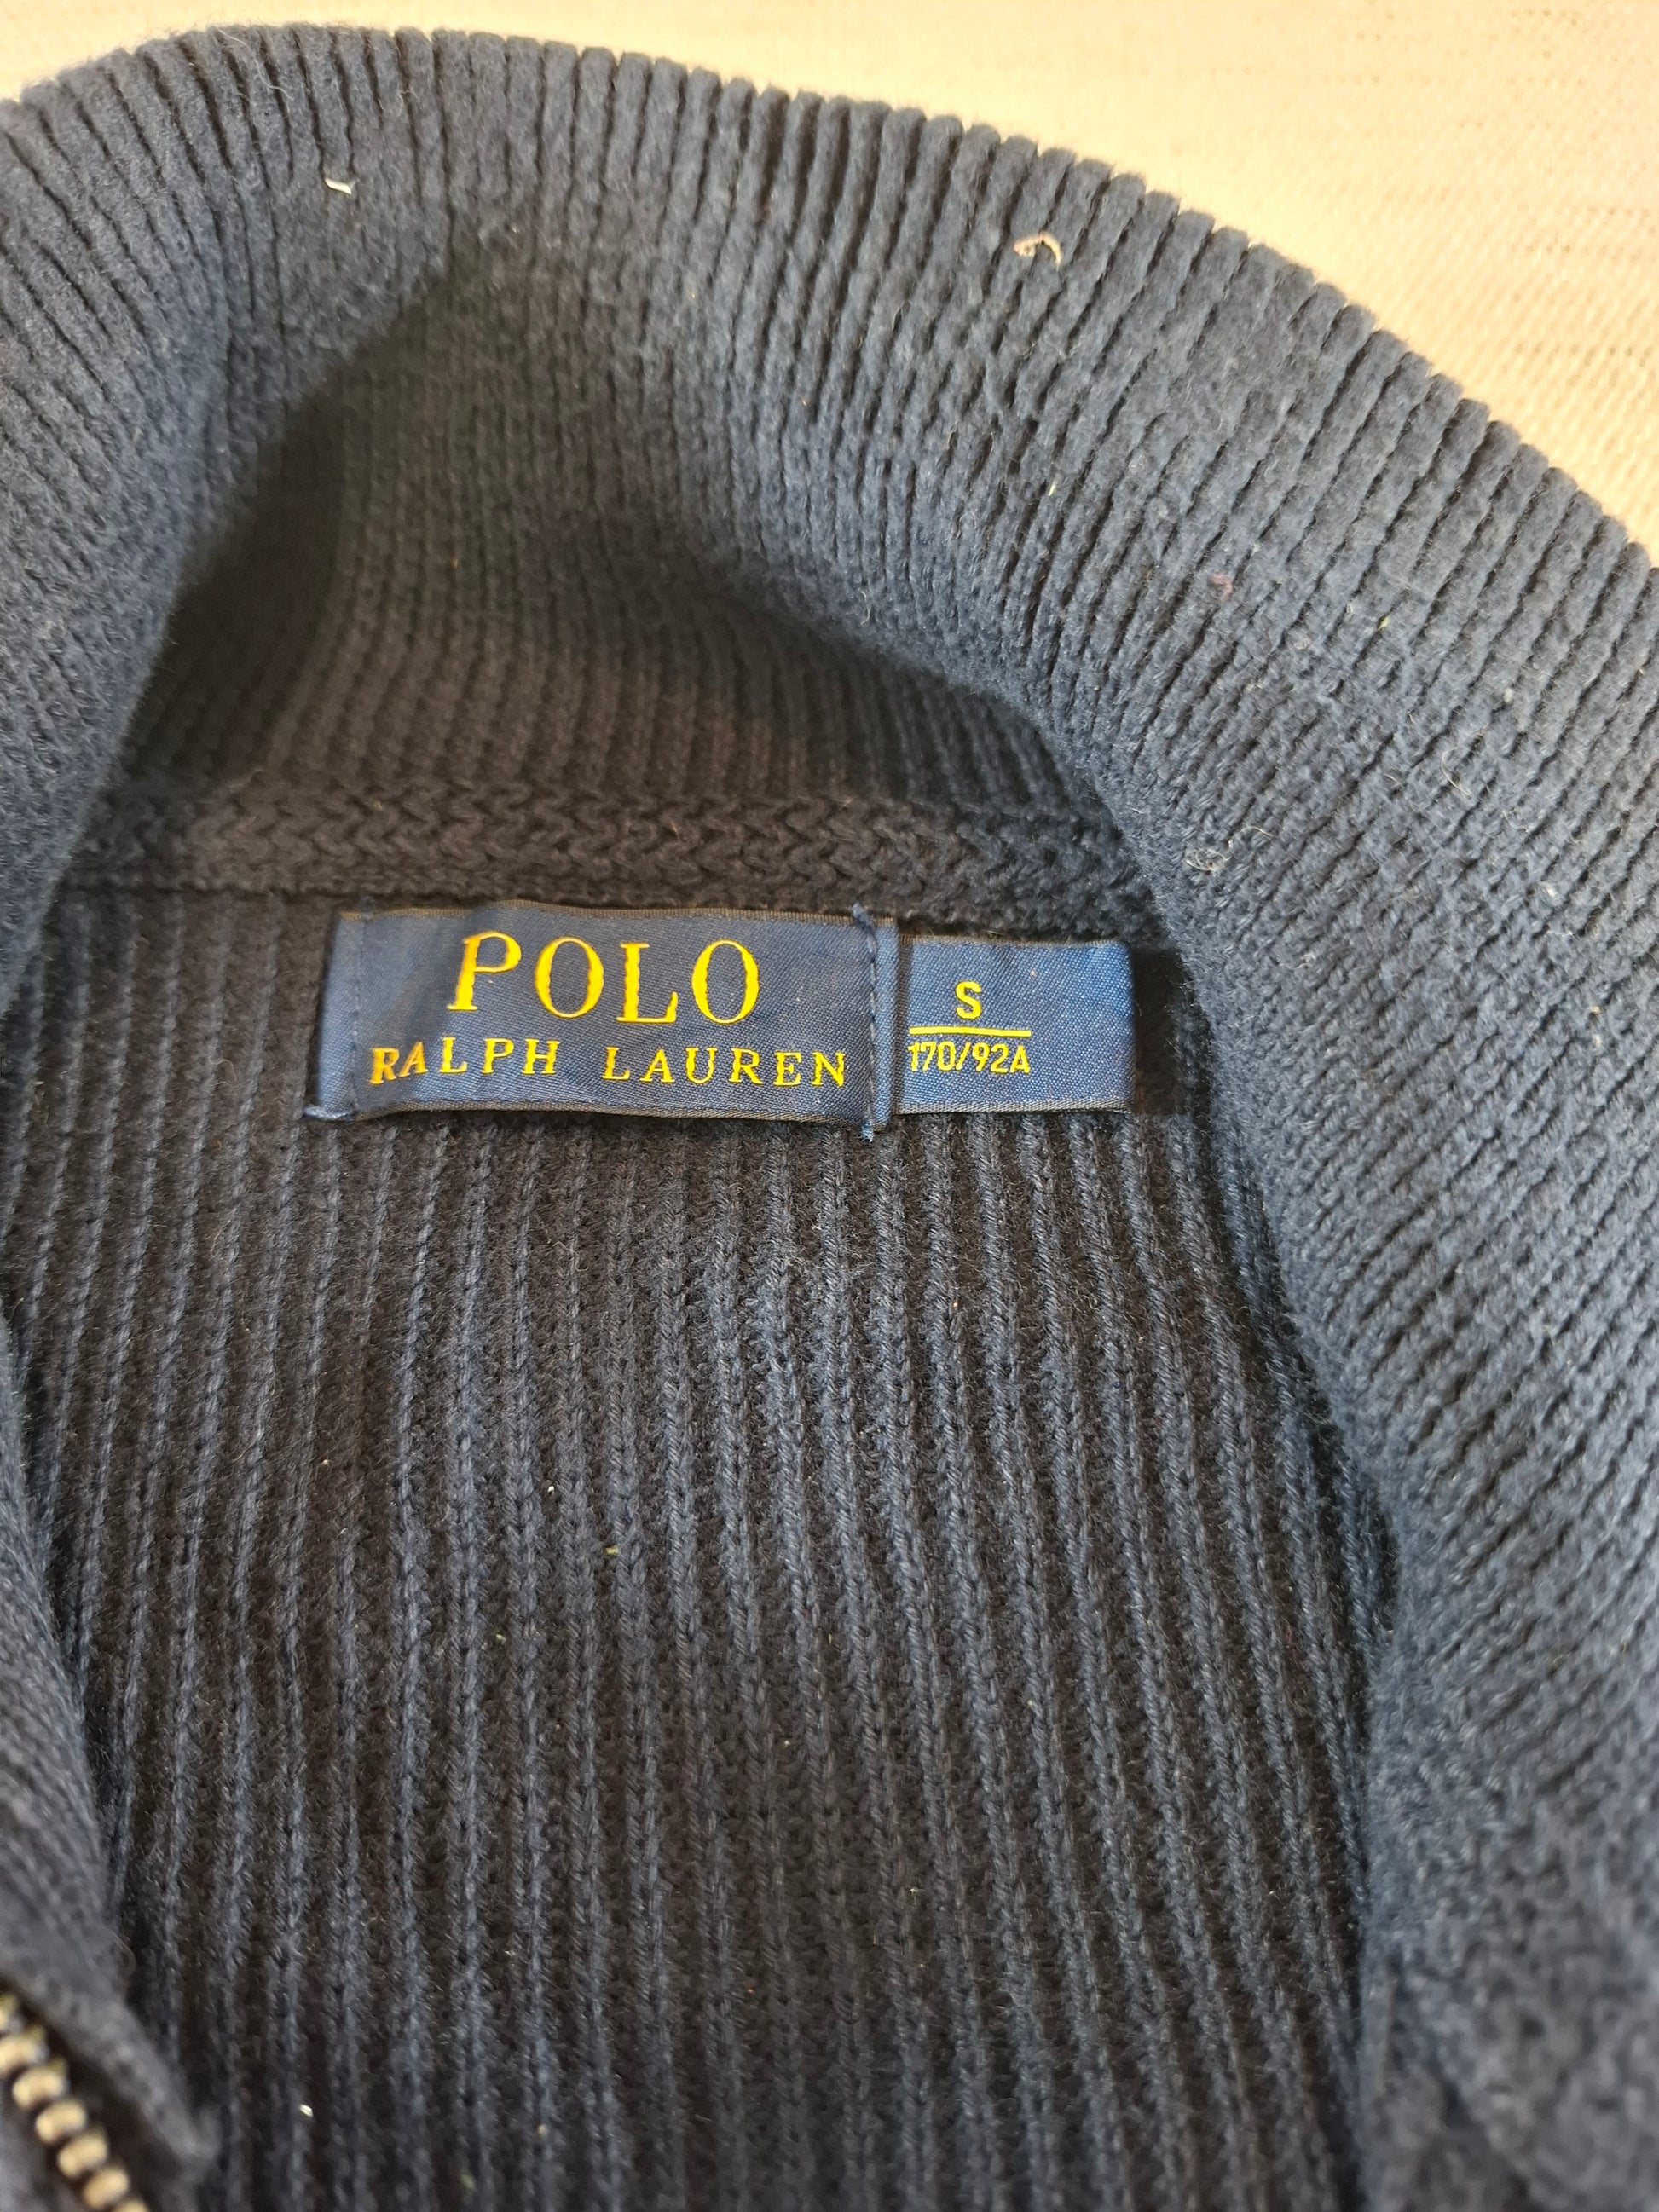 POLO
RALPH LAUREN
S
170/92A